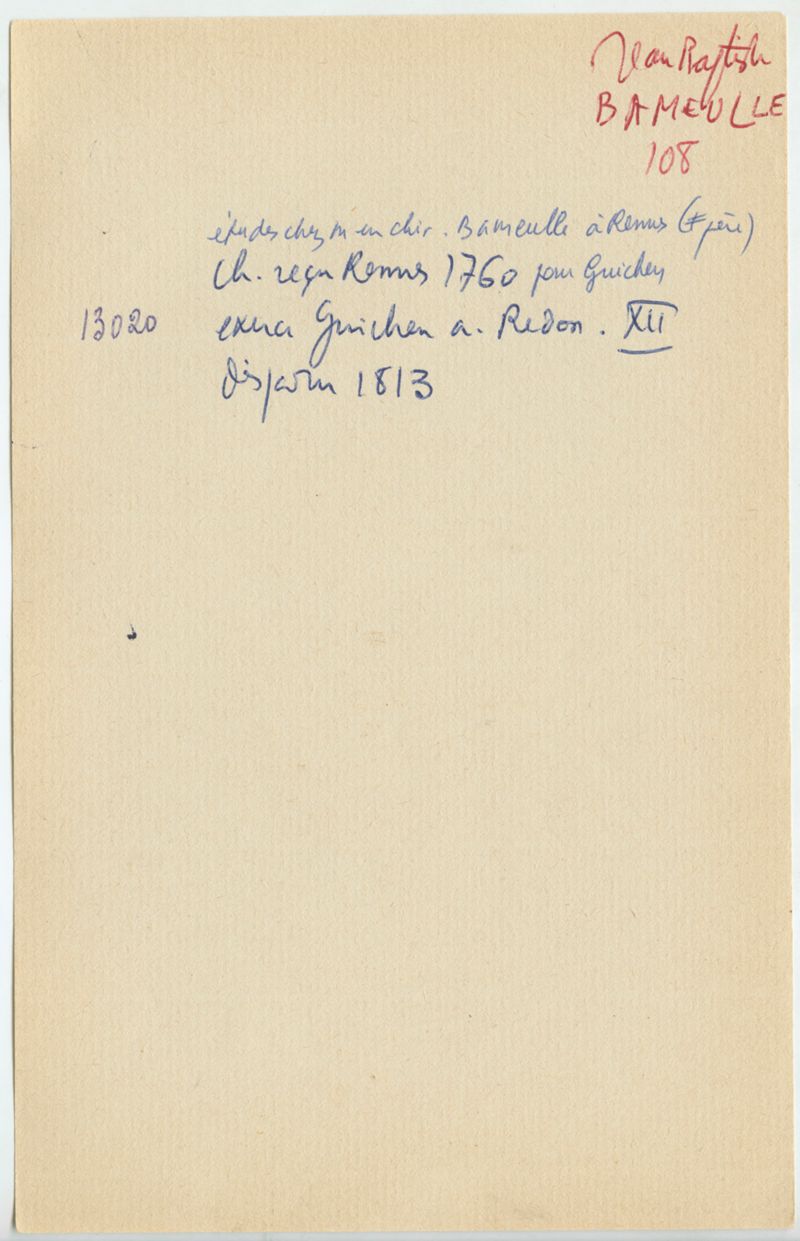 Jean Baptiste
BAMEULLE
108
études chez M en chir. Bameulle à Rennes (≠ père)
Ch. reçu Rennes 1760 pour Guichen
13020 exerce Guichen a. Redon. XII
disparu 1813